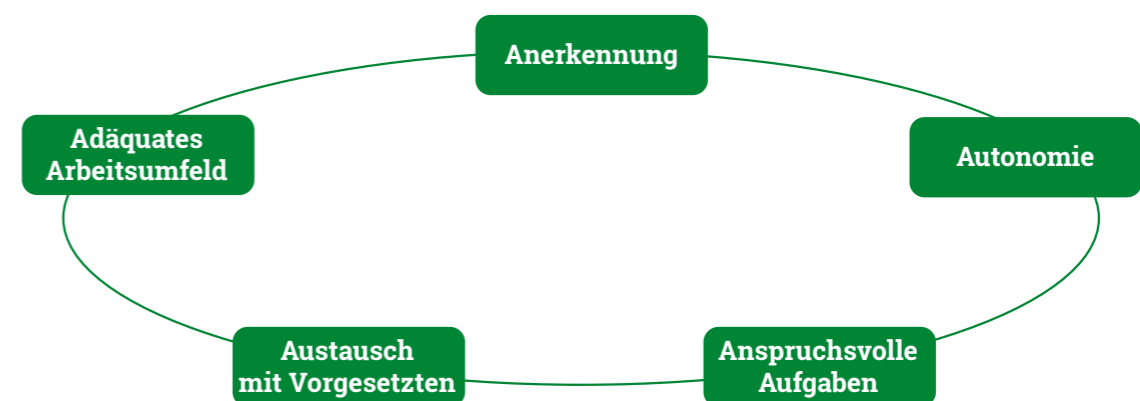 Anerkennung
Adäquates
Arbeitsumfeld
Autonomie
Austausch
mit Vorgesetzten
Anspruchsvolle
Aufgaben